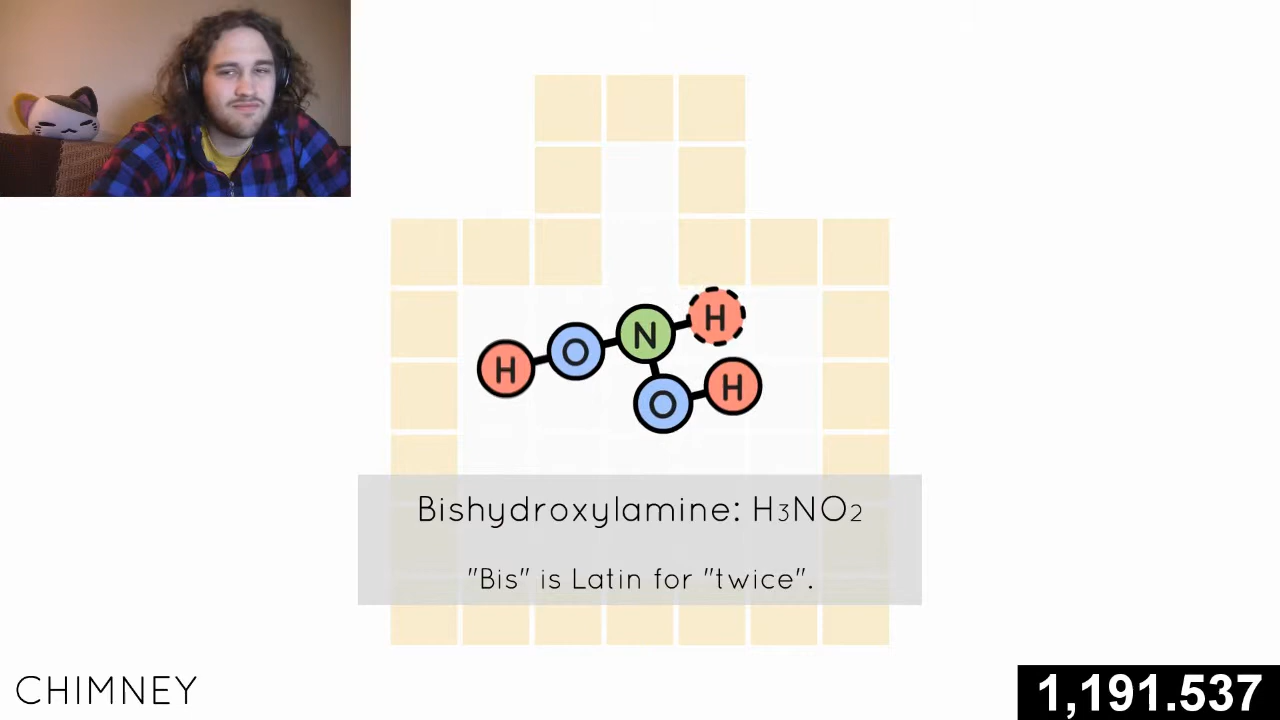 H O N H
O H
Bishydroxylamine: H₃NO₂
"Bis" is Latin for "twice".
CHIMNEY
1,191.537